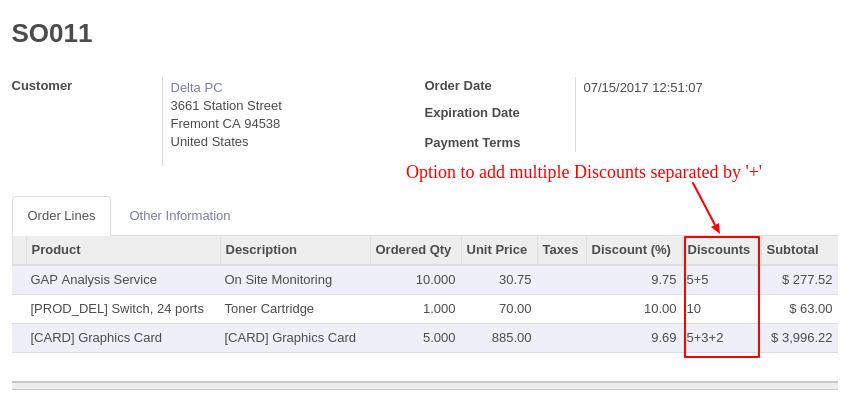 SO011
Customer
Delta PC
3661 Station Street
Fremont CA 94538
United States
Order Date 07/15/2017 12:51:07
Expiration Date
Payment Terms
Option to add multiple Discounts separated by '+'
Order Lines Other Information
Product Description Ordered Qty Unit Price Taxes Discount (%) Discounts Subtotal
GAP Analysis Service On Site Monitoring 10.000 30.75 9.75 5+5 $ 277.52
[PROD_DEL] Switch, 24 ports Toner Cartridge 1.000 70.00 10.00 10 $ 63.00
[CARD] Graphics Card [CARD] Graphics Card 5.000 885.00 9.69 5+3+2 $ 3,996.22